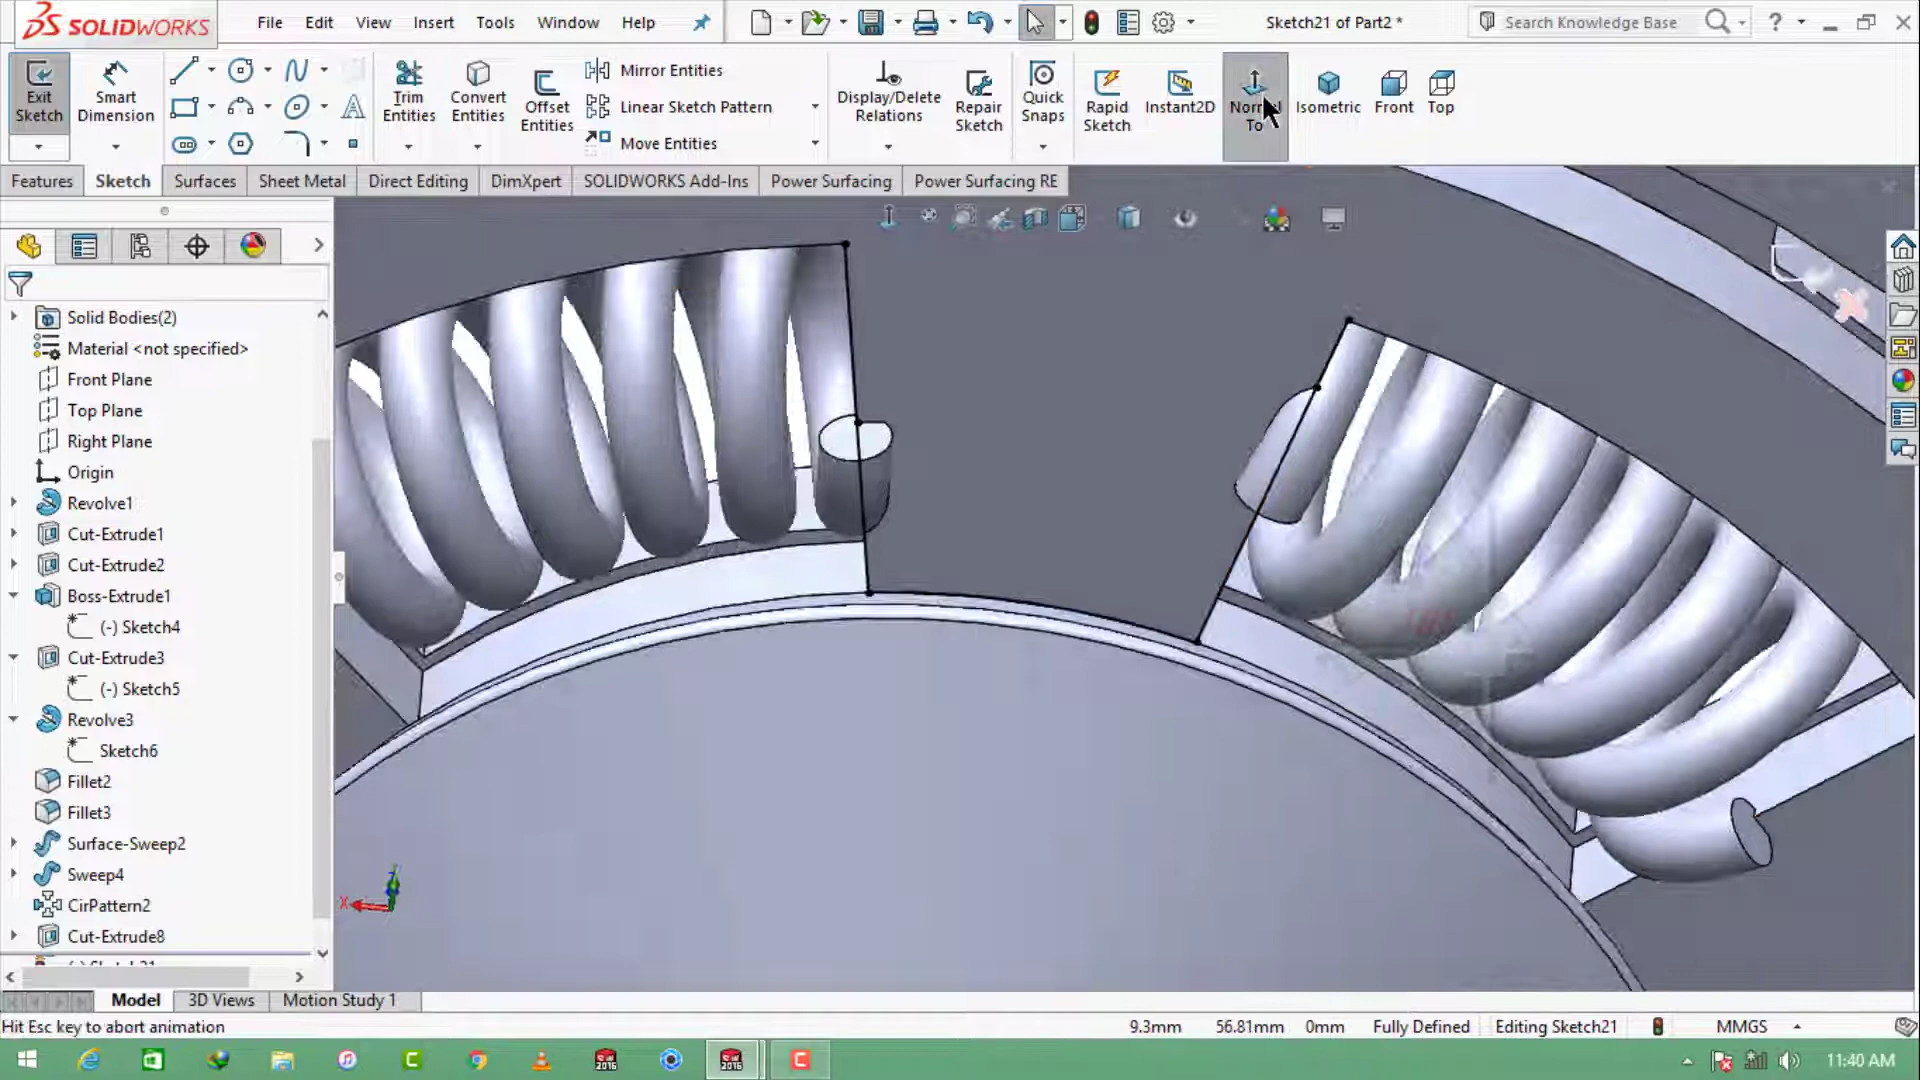 SOLIDWORKS
File Edit View Insert Tools Window Help
Sketch21 of Part2 *
Search Knowledge Base
Exit Sketch
Smart Dimension
Trim Entities
Convert Entities
Offset Entities
Mirror Entities
Linear Sketch Pattern
Move Entities
Display/Delete Relations
Repair Sketch
Quick Snaps
Rapid Sketch
Instant2D
Normal To
Isometric
Front
Top
Features Sketch Surfaces Sheet Metal Direct Editing DimXpert SOLIDWORKS Add-Ins Power Surfacing Power Surfacing RE
Solid Bodies(2)
Material <not specified>
Front Plane
Top Plane
Right Plane
Origin
Revolve1
Cut-Extrude1
Cut-Extrude2
Boss-Extrude1
(-) Sketch4
Cut-Extrude3
(-) Sketch5
Revolve3
Sketch6
Fillet2
Fillet3
Surface-Sweep2
Sweep4
CirPattern2
Cut-Extrude8
(-) Sketch21
X
Model 3D Views Motion Study 1
Hit Esc key to abort animation
9.3mm 56.81mm 0mm Fully Defined Editing Sketch21 MMGS
11:40 AM